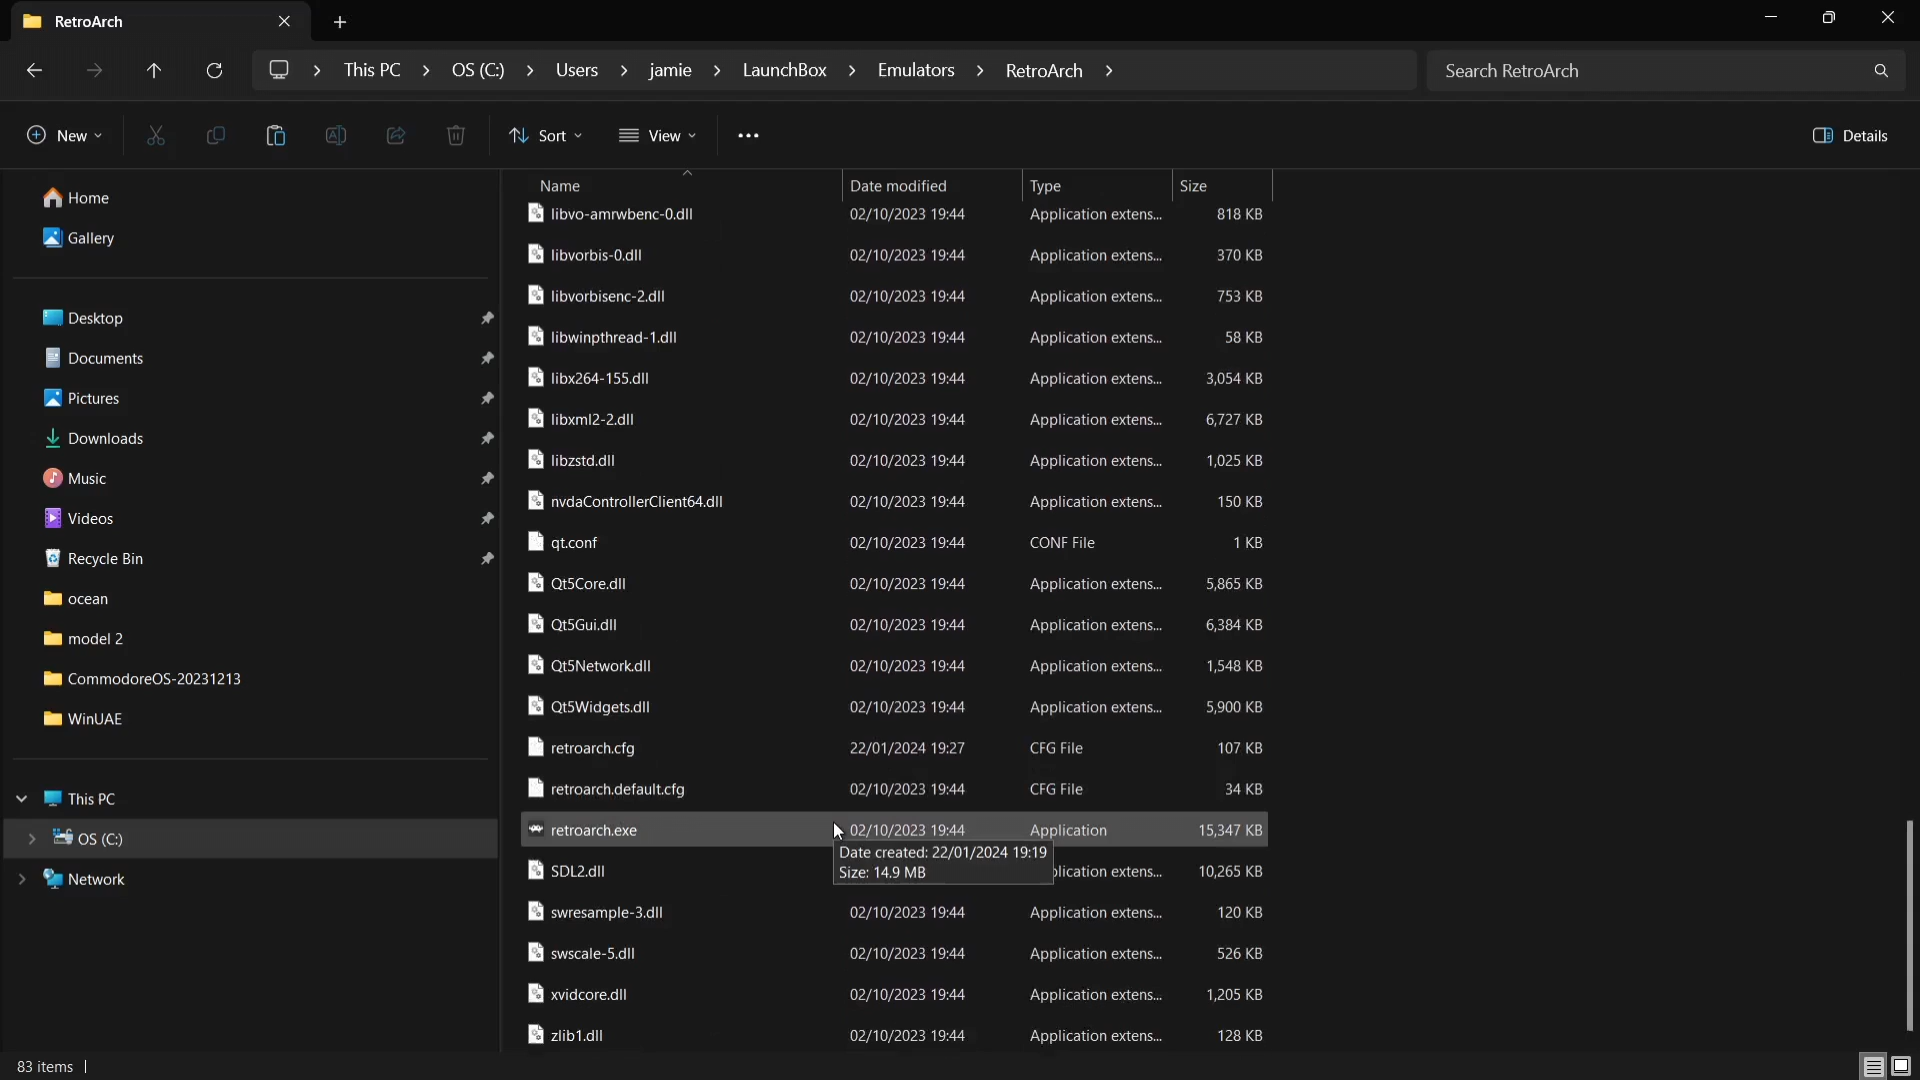 RetroArch
This PC > OS (C:) > Users > jamie > LaunchBox > Emulators > RetroArch >
Search RetroArch
New
Sort
View
Details
Home
Gallery
Desktop
Documents
Pictures
Downloads
Music
Videos
Recycle Bin
ocean
model 2
CommodoreOS-20231213
WinUAE
This PC
OS (C:)
Network
Name Date modified Type Size
libvo-amrwbenc-0.dll 02/10/2023 19:44 Application extens... 818 KB
libvorbis-0.dll 02/10/2023 19:44 Application extens... 370 KB
libvorbisenc-2.dll 02/10/2023 19:44 Application extens... 753 KB
libwinpthread-1.dll 02/10/2023 19:44 Application extens... 58 KB
libx264-155.dll 02/10/2023 19:44 Application extens... 3,054 KB
libxml2-2.dll 02/10/2023 19:44 Application extens... 6,727 KB
libzstd.dll 02/10/2023 19:44 Application extens... 1,025 KB
nvdaControllerClient64.dll 02/10/2023 19:44 Application extens... 150 KB
qt.conf 02/10/2023 19:44 CONF File 1 KB
Qt5Core.dll 02/10/2023 19:44 Application extens... 5,865 KB
Qt5Gui.dll 02/10/2023 19:44 Application extens... 6,384 KB
Qt5Network.dll 02/10/2023 19:44 Application extens... 1,548 KB
Qt5Widgets.dll 02/10/2023 19:44 Application extens... 5,900 KB
retroarch.cfg 22/01/2024 19:27 CFG File 107 KB
retroarch.default.cfg 02/10/2023 19:44 CFG File 34 KB
retroarch.exe 02/10/2023 19:44 Application 15,347 KB
Date created: 22/01/2024 19:19
Size: 14.9 MB
SDL2.dll plication extens... 10,265 KB
swresample-3.dll 02/10/2023 19:44 Application extens... 120 KB
swscale-5.dll 02/10/2023 19:44 Application extens... 526 KB
xvidcore.dll 02/10/2023 19:44 Application extens... 1,205 KB
zlib1.dll 02/10/2023 19:44 Application extens... 128 KB
83 items